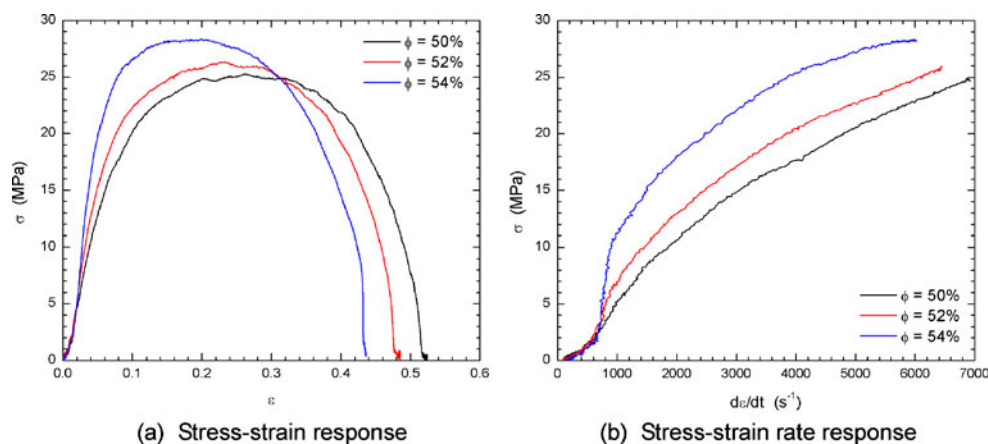 30
25
20
15
10
5
0
σ (MPa)
0.0 0.1 0.2 0.3 0.4 0.5 0.6
ε
ϕ = 50%
ϕ = 52%
ϕ = 54%
(a) Stress-strain response
30
25
20
15
10
5
0
σ (MPa)
0 1000 2000 3000 4000 5000 6000 7000
dε/dt (s⁻¹)
ϕ = 50%
ϕ = 52%
ϕ = 54%
(b) Stress-strain rate response